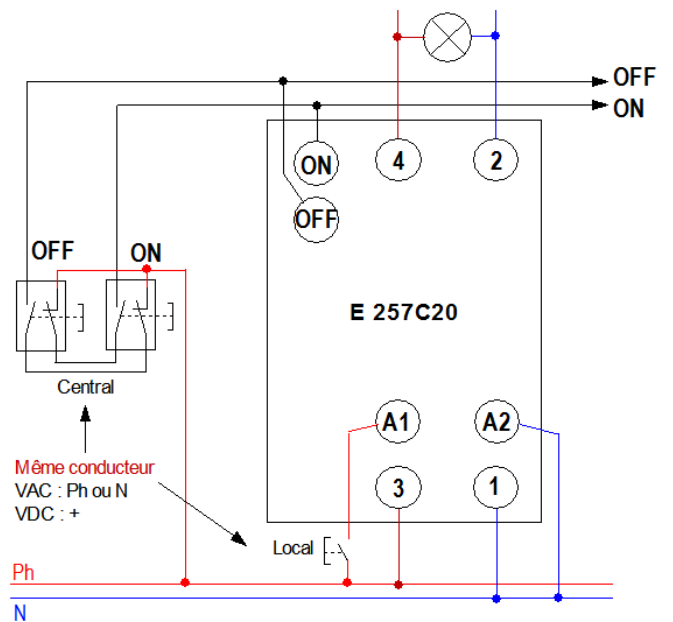 OFF
ON
ON
4
2
OFF
OFF
ON
E 257C20
Central
A1
A2
Même conducteur
VAC : Ph ou N
VDC : +
3
1
Local
Ph
N